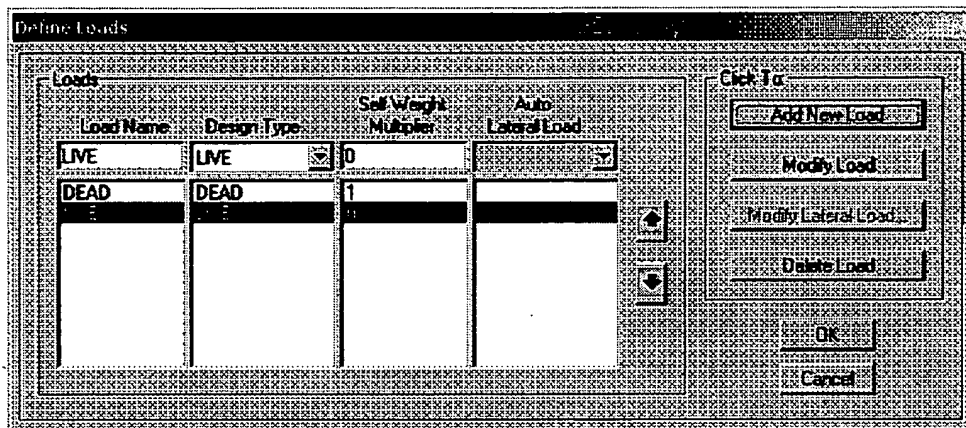 Define Loads
Loads
Click To:
Load Name Design Type Self Weight Multiplier Auto Lateral Load
LIVE LIVE 0
DEAD DEAD 1
Add New Load
Modify Load
Modify Lateral Load...
Delete Load
OK
Cancel